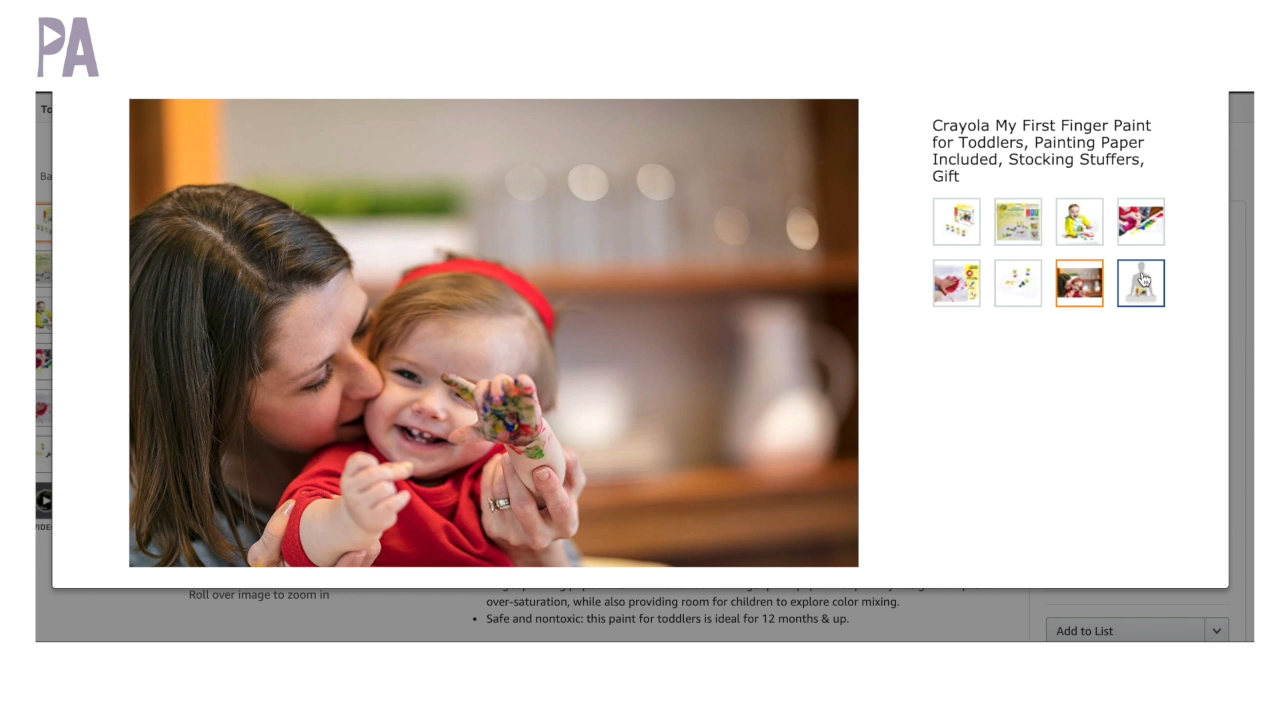 PA
To
Crayola My First Finger Paint
for Toddlers, Painting Paper
Included, Stocking Stuffers,
Gift
Ba
Roll over image to zoom in
over-saturation, while also providing room for children to explore color mixing.
• Safe and nontoxic: this paint for toddlers is ideal for 12 months & up.
Add to List